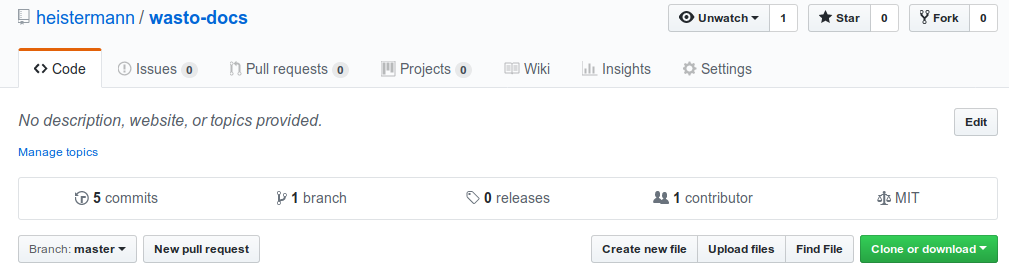 heistermann / wasto-docs Unwatch 1 Star 0 Fork 0
Code Issues 0 Pull requests 0 Projects 0 Wiki Insights Settings
No description, website, or topics provided. Edit
Manage topics
5 commits 1 branch 0 releases 1 contributor MIT
Branch: master New pull request Create new file Upload files Find File Clone or download